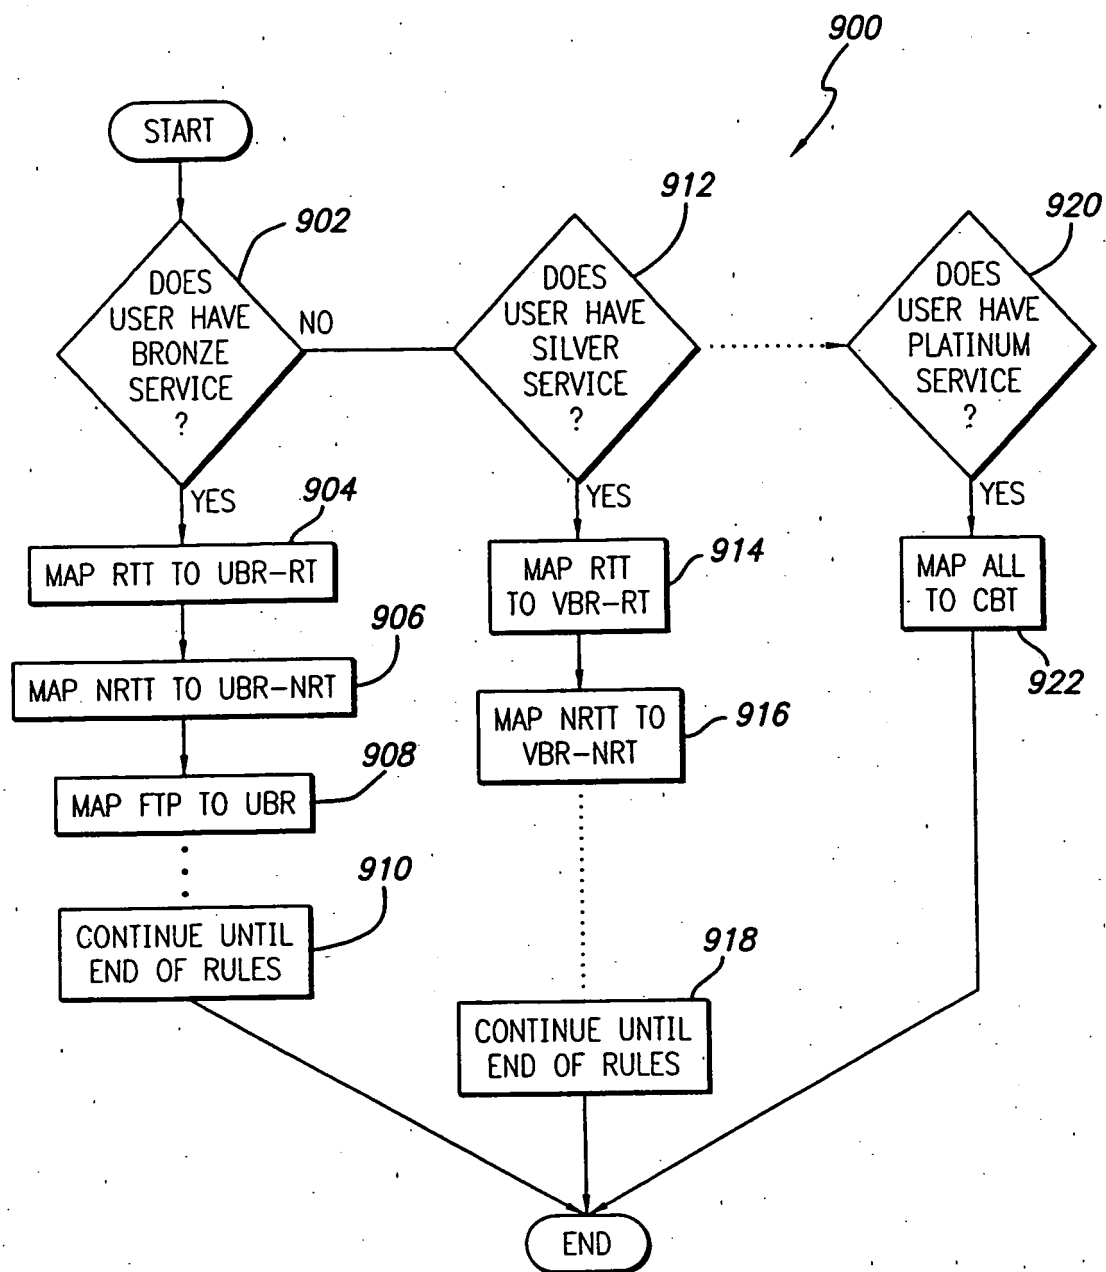 900
START
902
DOES
USER HAVE
BRONZE
SERVICE
?
NO
YES
904
MAP RTT TO UBR-RT
906
MAP NRTT TO UBR-NRT
908
MAP FTP TO UBR
910
CONTINUE UNTIL
END OF RULES
912
DOES
USER HAVE
SILVER
SERVICE
?
YES
914
MAP RTT
TO VBR-RT
916
MAP NRTT TO
VBR-NRT
918
CONTINUE UNTIL
END OF RULES
920
DOES
USER HAVE
PLATINUM
SERVICE
?
YES
MAP ALL
TO CBT
922
END